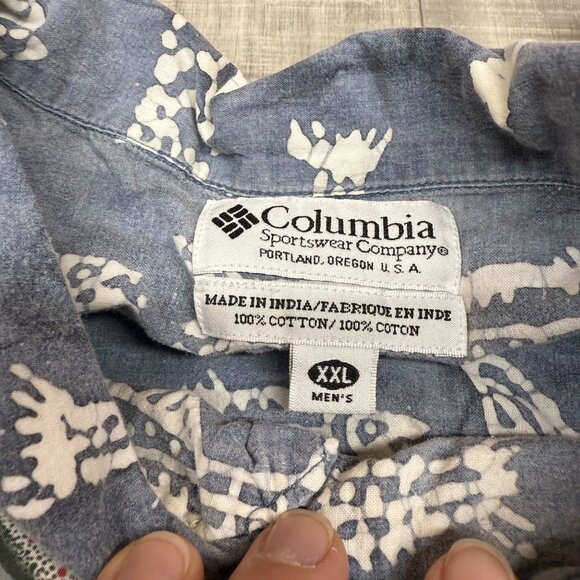 Columbia
Sportswear Company®
PORTLAND, OREGON U.S.A.
MADE IN INDIA/FABRIQUE EN INDE
100% COTTON/100% COTON
XXL
MEN'S